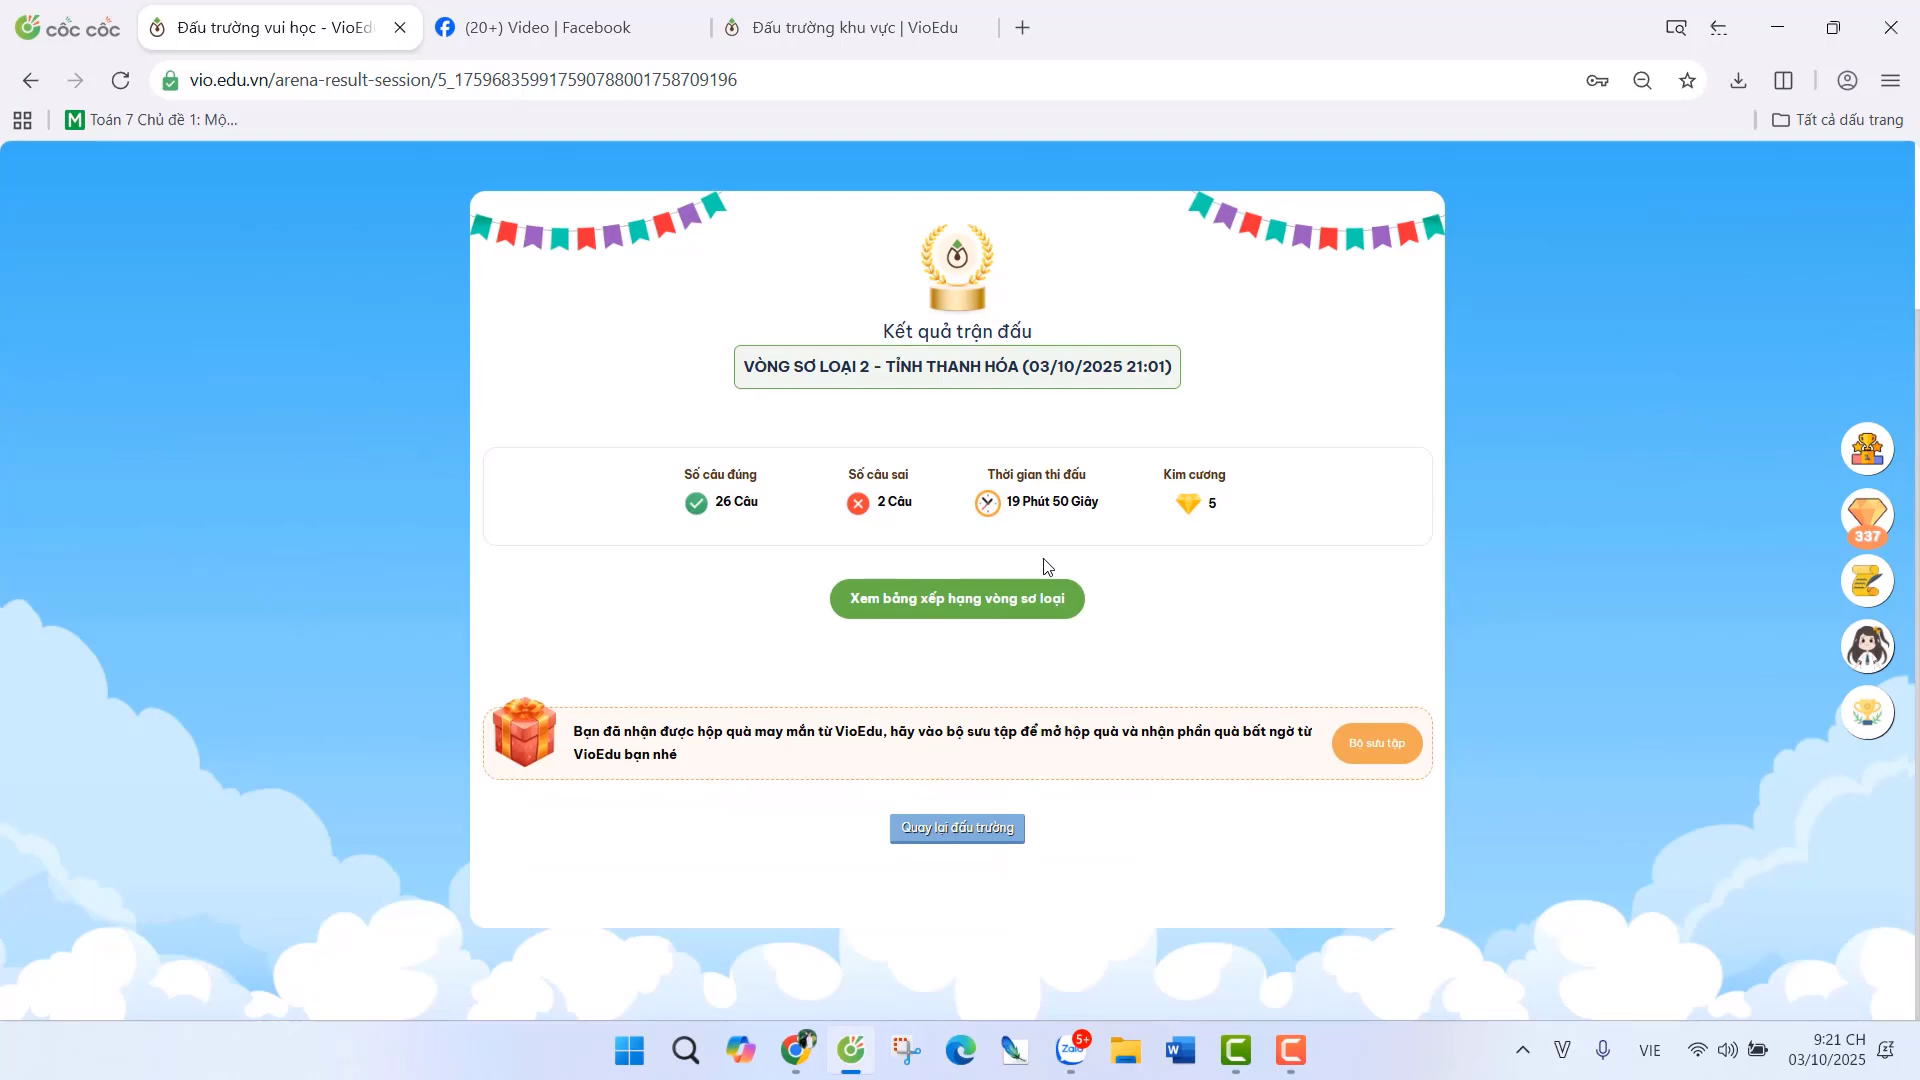 cốc cốc
Đấu trường vui học - VioEd
(20+) Video | Facebook
Đấu trường khu vực | VioEdu
vio.edu.vn/arena-result-session/5_1759683599175907880017587​09196
Toán 7 Chủ đề 1: Mộ...
Tất cả dấu trang
Kết quả trận đấu
VÒNG SƠ LOẠI 2 - TỈNH THANH HÓA (03/10/2025 21:01)
Số câu đúng
26 Câu
Số câu sai
2 Câu
Thời gian thi đấu
19 Phút 50 Giây
Kim cương
5
Xem bảng xếp hạng vòng sơ loại
Bạn đã nhận được hộp quà may mắn từ VioEdu, hãy vào bộ sưu tập để mở hộp quà và nhận phần quà bất ngờ từ
VioEdu bạn nhé
Bộ sưu tập
Quay lại đấu trường
337
Zalo
5+
VIE
9:21 CH
03/10/2025